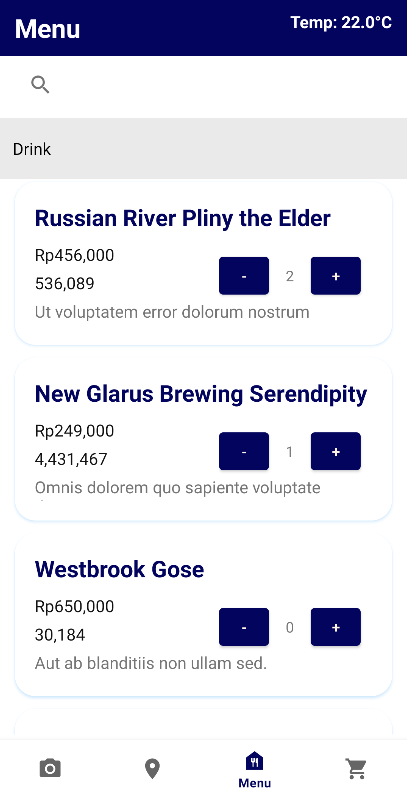 Menu
Temp: 22.0°C
Drink
Russian River Pliny the Elder
Rp456,000
536,089
- 2 +
Ut voluptatem error dolorum nostrum
New Glarus Brewing Serendipity
Rp249,000
4,431,467
- 1 +
Omnis dolorem quo sapiente voluptate
Westbrook Gose
Rp650,000
30,184
- 0 +
Aut ab blanditiis non ullam sed.
Menu